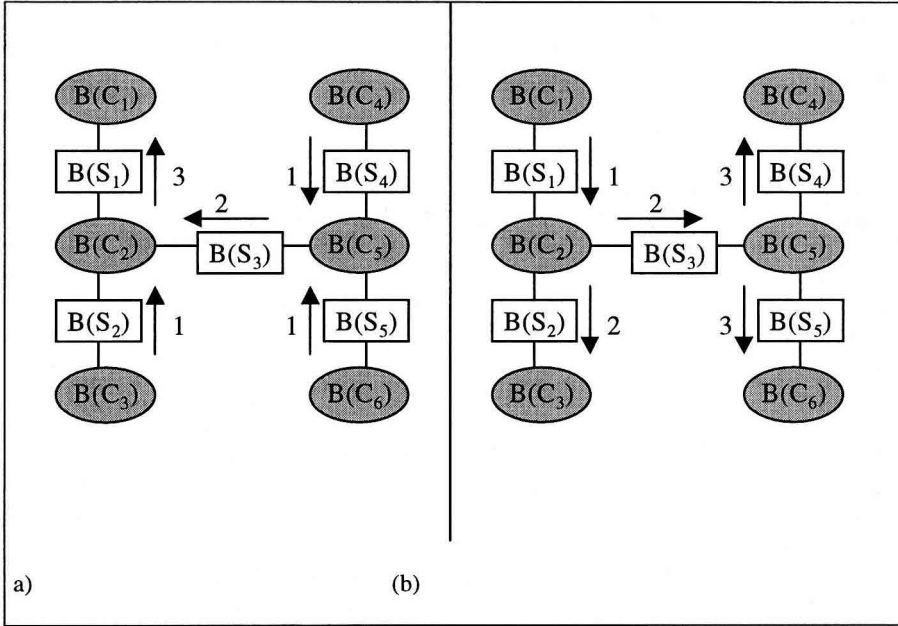 B(C₁) B(C₄) B(C₁) B(C₄)
B(S₁) 3 1 B(S₄) B(S₁) 1 3 B(S₄)
2 2
B(C₂) B(S₃) B(C₅) B(C₂) B(S₃) B(C₅)
B(S₂) 1 1 B(S₅) B(S₂) 2 3 B(S₅)
B(C₃) B(C₆) B(C₃) B(C₆)
a) (b)